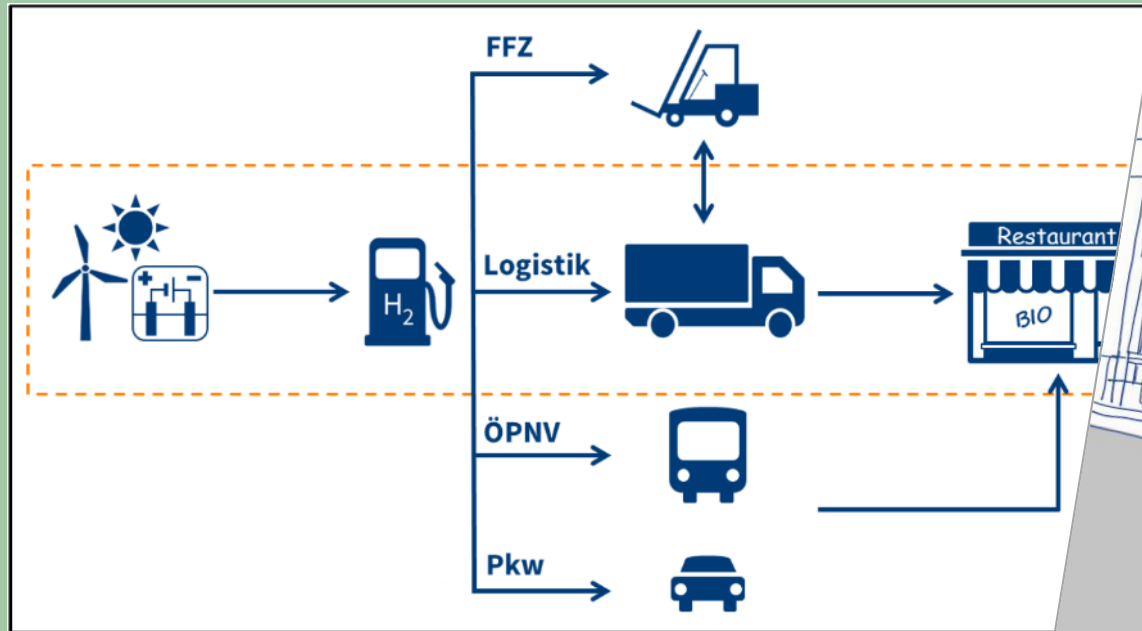 FFZ
Restaurant
Logistik
+ -
H₂
BIO
ÖPNV
Pkw